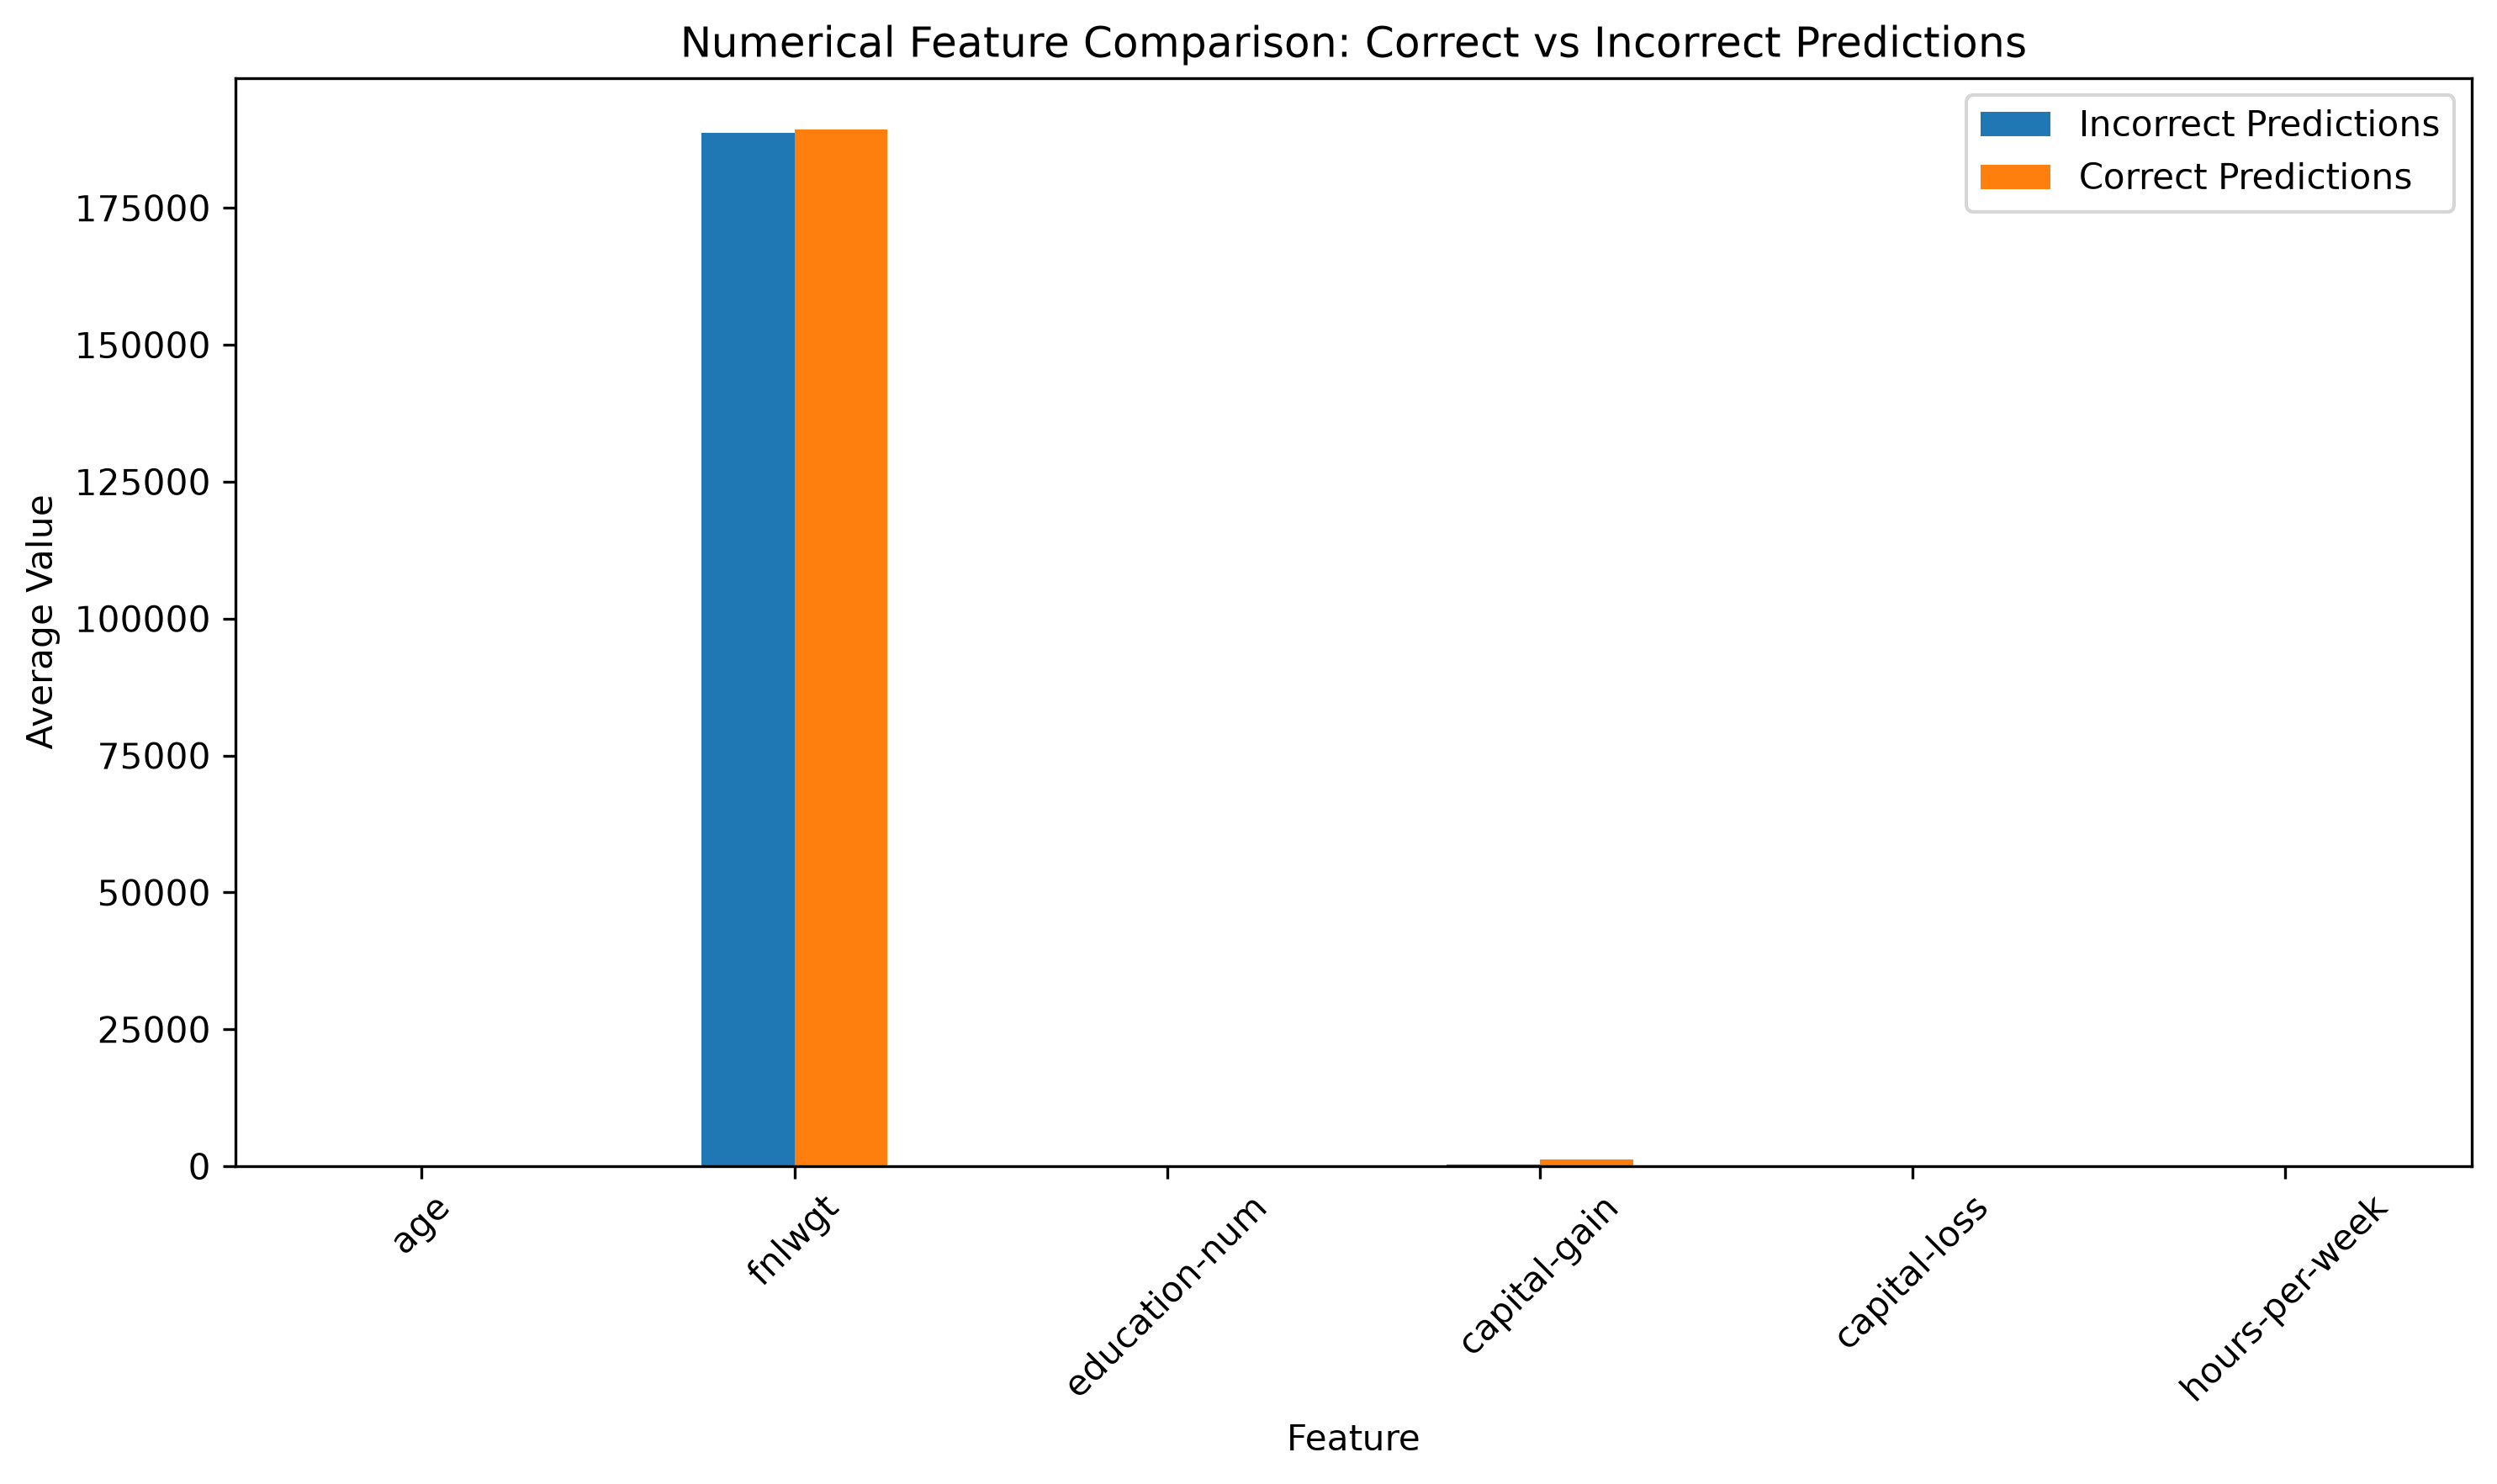 Numerical Feature Comparison: Correct vs Incorrect Predictions
Incorrect Predictions
Correct Predictions
Average Value
175000
150000
125000
100000
75000
50000
25000
0
age
fnlwgt
education-num
capital-gain
capital-loss
hours-per-week
Feature